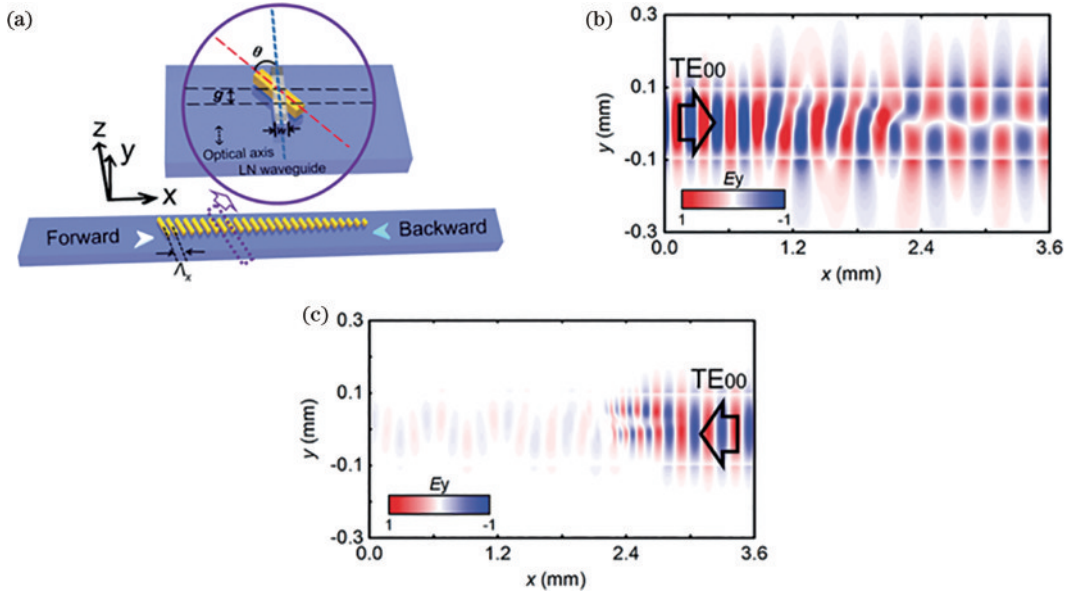 (a)
θ
g
w
Optical axis
LN waveguide
z
y
x
Forward
Backward
Λx
(b)
0.3
0.1
-0.1
-0.3
y (mm)
TE00
Ey
1
-1
0.0
1.2
2.4
3.6
x (mm)
(c)
0.3
0.1
-0.1
-0.3
y (mm)
TE00
Ey
1
-1
0.0
1.2
2.4
3.6
x (mm)